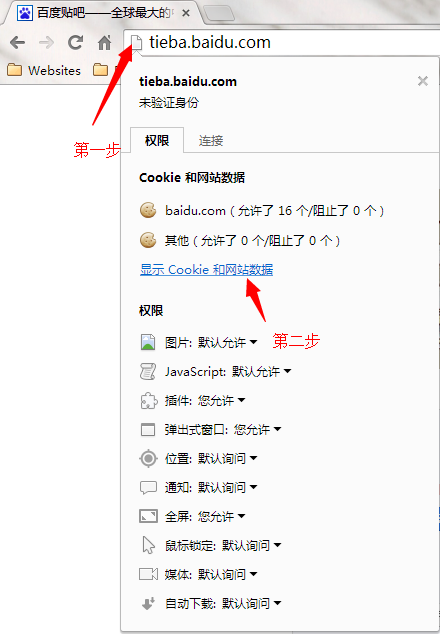 百度贴吧——全球最大的
tieba.baidu.com
Websites
tieba.baidu.com
未验证身份
第一步
权限 连接
Cookie 和网站数据
baidu.com（允许了 16 个/阻止了 0 个）
其他（允许了 0 个/阻止了 0 个）
显示 Cookie 和网站数据
权限
第二步
图片: 默认允许
JavaScript: 默认允许
插件: 您允许
弹出式窗口: 您允许
位置: 默认询问
通知: 默认询问
全屏: 您允许
鼠标锁定: 默认询问
媒体: 默认询问
自动下载: 默认询问